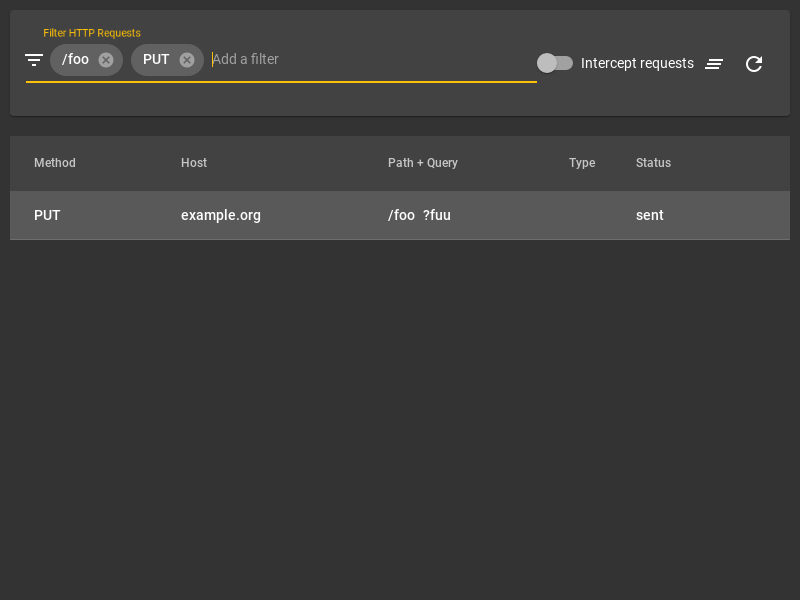 Filter HTTP Requests
/foo PUT Add a filter Intercept requests
Method Host Path + Query Type Status
PUT example.org /foo ?fuu sent